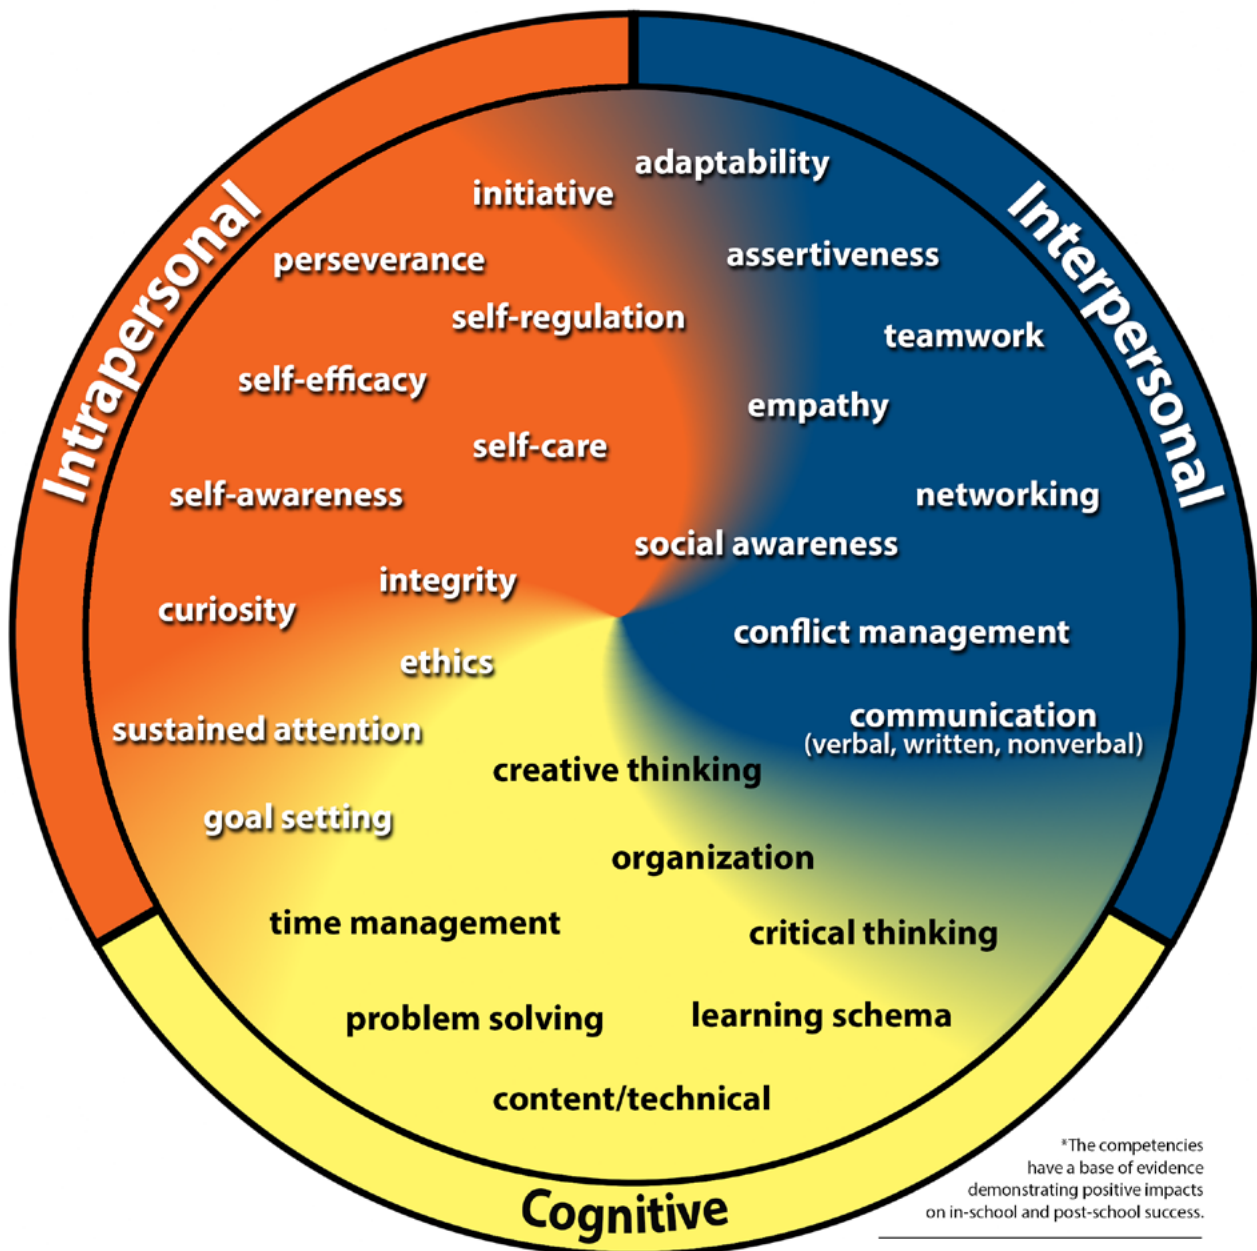 Intrapersonal
Interpersonal
adaptability
initiative
assertiveness
perseverance
self-regulation
teamwork
self-efficacy
empathy
self-care
self-awareness
networking
social awareness
integrity
curiosity
conflict management
ethics
communication
(verbal, written, nonverbal)
sustained attention
creative thinking
goal setting
organization
time management
critical thinking
problem solving
learning schema
content/technical
Cognitive
*The competencies
have a base of evidence
demonstrating positive impacts
on in-school and post-school success.